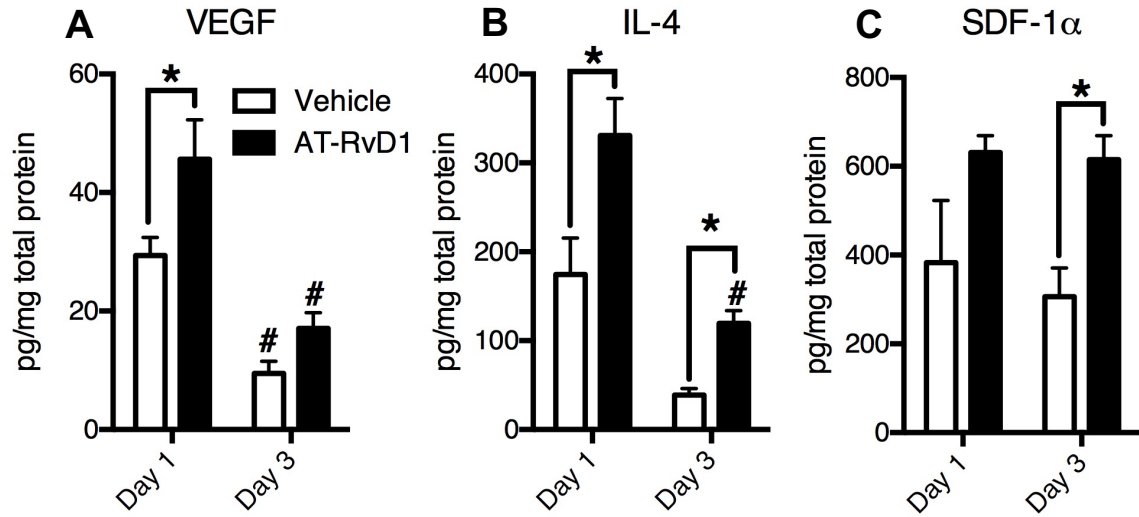 A VEGF
pg/mg total protein
60
40
20
0
*
Vehicle
AT-RvD1
#
#
Day 1
Day 3
B IL-4
pg/mg total protein
400
300
200
100
0
*
*
#
Day 1
Day 3
C SDF-1α
pg/mg total protein
800
600
400
200
0
*
Day 1
Day 3